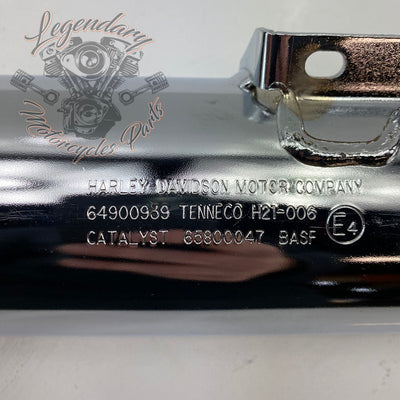 Legendary
Motorcycles Parts
HARLEY-DAVIDSON MOTOR COMPANY
64900939 TENNECO H21-006
CATALYST 65800047 BASF E4